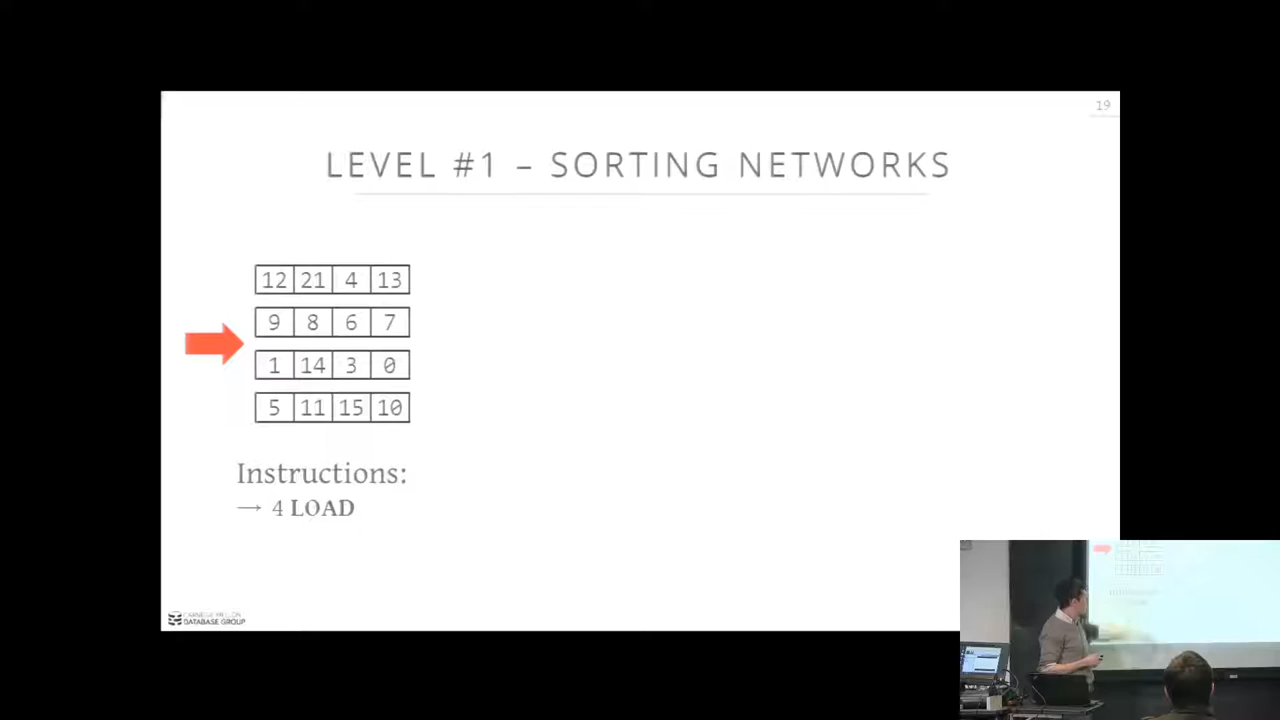 19
LEVEL #1 – SORTING NETWORKS
12 21 4 13
9 8 6 7
1 14 3 0
5 11 15 10
Instructions:
→ 4 LOAD
CARNEGIE MELLON
DATABASE GROUP